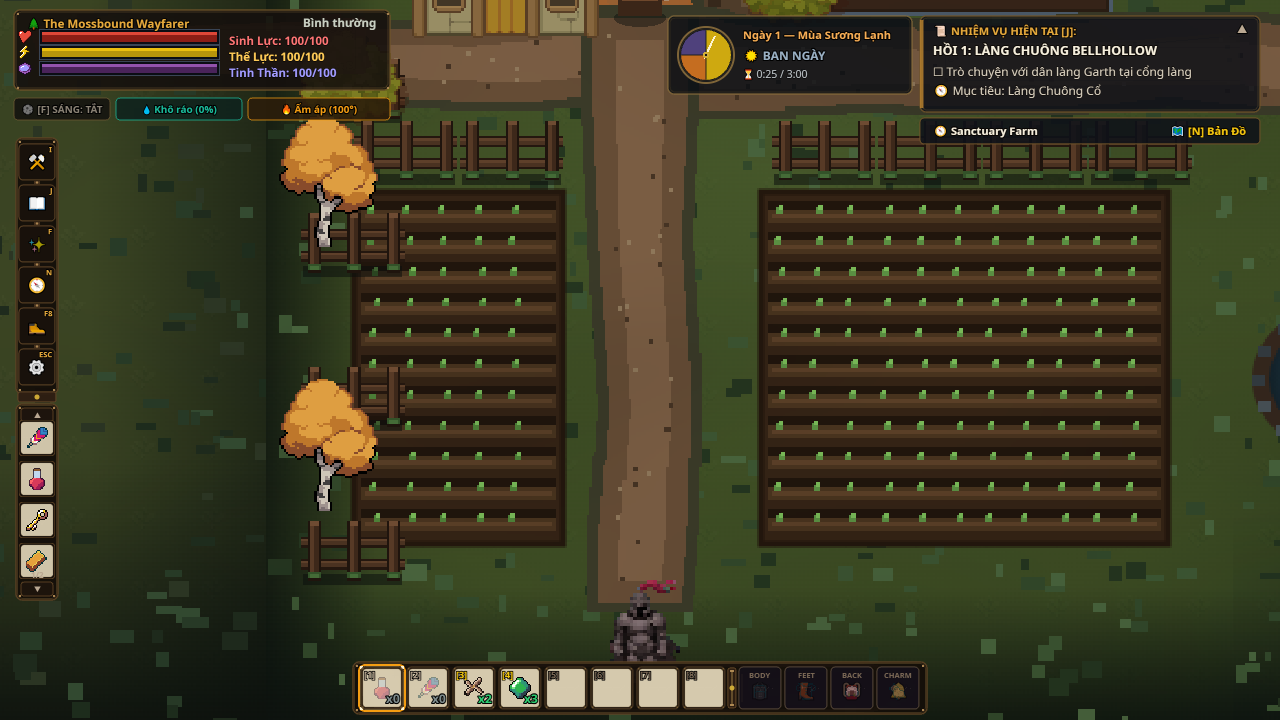 The Mossbound Wayfarer
Bình thường
Sinh Lực: 100/100
Thể Lực: 100/100
Tinh Thần: 100/100
[F] SÁNG: TẮT
Khô ráo (0%)
Ấm áp (100°)
Ngày 1 — Mùa Sương Lạnh
BAN NGÀY
0:25 / 3:00
NHIỆM VỤ HIỆN TẠI [J]:
HỒI 1: LÀNG CHUÔNG BELLHOLLOW
Trò chuyện với dân làng Garth tại cổng làng
Mục tiêu: Làng Chuông Cổ
Sanctuary Farm
[N] Bản Đồ
I
J
F
N
F8
ESC
[1] x0
[2] x0
[3] x2
[4] x3
[5]
[6]
[7]
[8]
BODY
FEET
BACK
CHARM